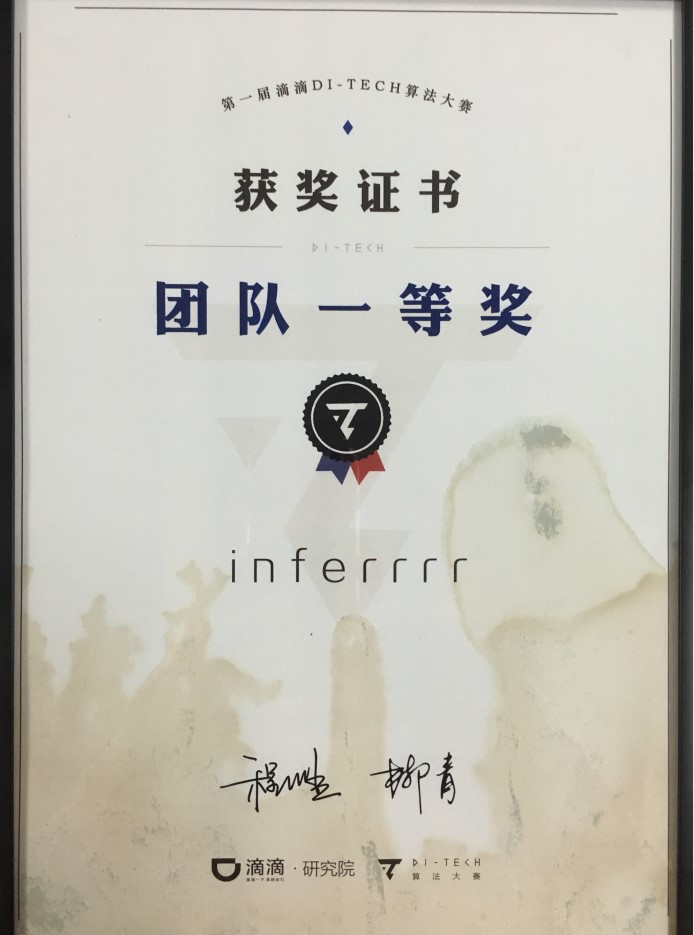 第一届滴滴DI-TECH算法大赛
获奖证书
DI-TECH
团队一等奖
inferrrr
程维 柳青
滴滴·研究院
DI-TECH
算法大赛